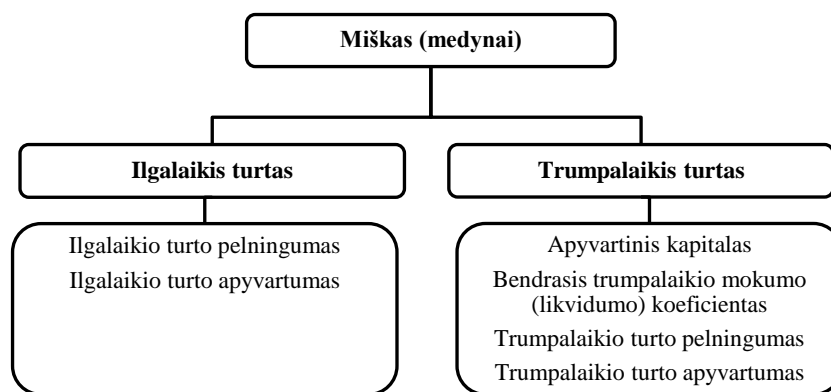 Miškas (medynai)
Ilgalaikis turtas
Trumpalaikis turtas
Ilgalaikio turto pelningumas
Ilgalaikio turto apyvartumas
Apyvartinis kapitalas
Bendrasis trumpalaikio mokumo
(likvidumo) koeficientas
Trumpalaikio turto pelningumas
Trumpalaikio turto apyvartumas